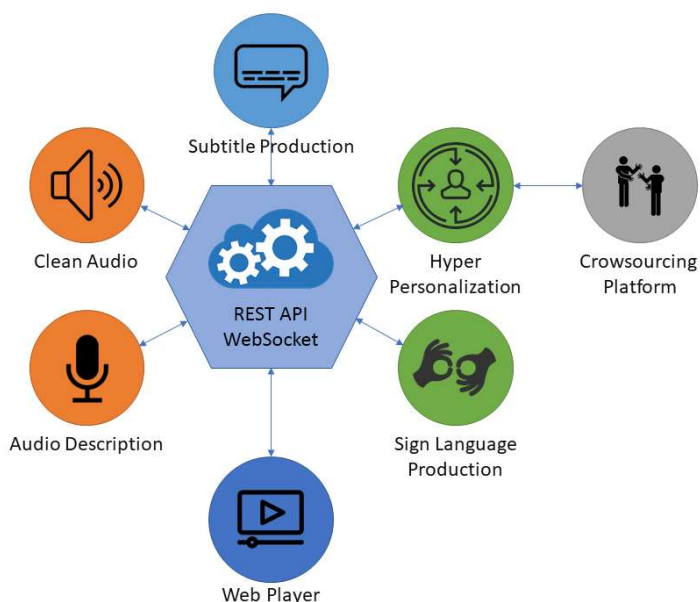 Subtitle Production
Clean Audio
Hyper
Personalization
Crowsourcing
Platform
REST API
WebSocket
Audio Description
Sign Language
Production
Web Player